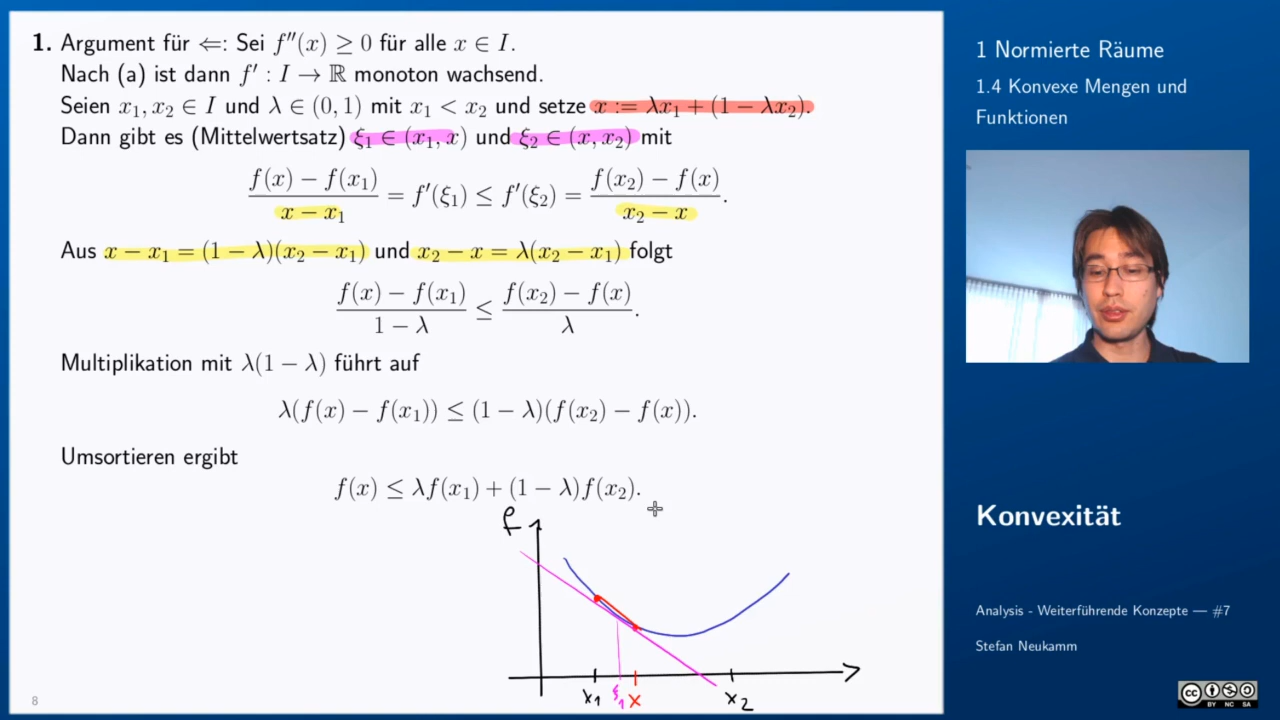 1. Argument für ⇐: Sei f''(x) ≥ 0 für alle x ∈ I.
Nach (a) ist dann f' : I → ℝ monoton wachsend.
Seien x₁, x₂ ∈ I und λ ∈ (0, 1) mit x₁ < x₂ und setze x := λx₁ + (1 − λx₂).
Dann gibt es (Mittelwertsatz) ξ₁ ∈ (x₁, x) und ξ₂ ∈ (x, x₂) mit
(f(x) − f(x₁))/(x − x₁) = f'(ξ₁) ≤ f'(ξ₂) = (f(x₂) − f(x))/(x₂ − x).
Aus x − x₁ = (1 − λ)(x₂ − x₁) und x₂ − x = λ(x₂ − x₁) folgt
(f(x) − f(x₁))/(1 − λ) ≤ (f(x₂) − f(x))/λ.
Multiplikation mit λ(1 − λ) führt auf
λ(f(x) − f(x₁)) ≤ (1 − λ)(f(x₂) − f(x)).
Umsortieren ergibt
f(x) ≤ λf(x₁) + (1 − λ)f(x₂).
f
x₁ ξ₁ x x₂
8
1 Normierte Räume
1.4 Konvexe Mengen und
Funktionen
Konvexität
Analysis - Weiterführende Konzepte — #7
Stefan Neukamm
cc
BY NC SA